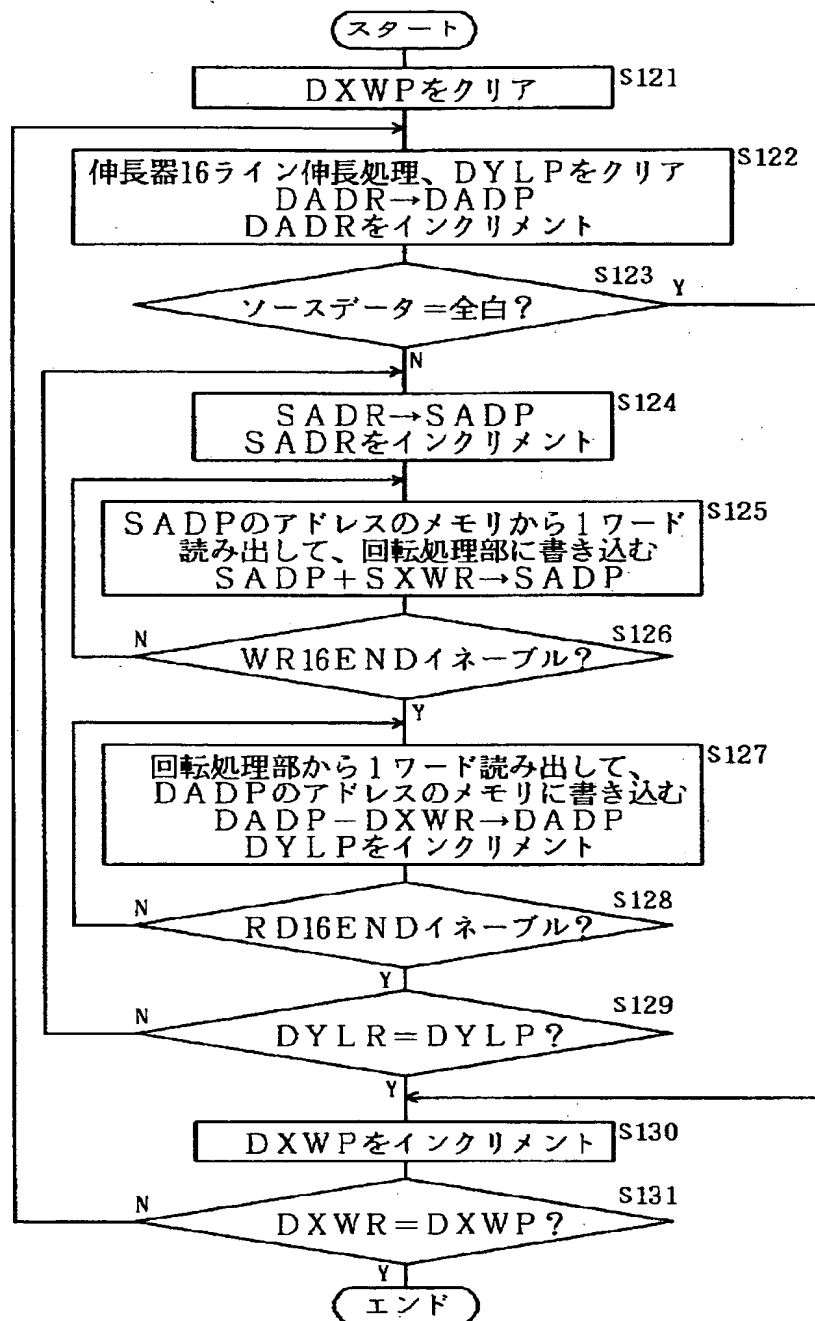 スタート
DXWPをクリア
S121
伸長器16ライン伸長処理、DYLPをクリア
DADR→DADP
DADRをインクリメント
S122
ソースデータ=全白?
S123
Y
N
SADR→SADP
SADRをインクリメント
S124
SADPのアドレスのメモリから1ワード
読み出して、回転処理部に書き込む
SADP+SXWR→SADP
S125
WR16ENDイネーブル?
S126
N
Y
回転処理部から1ワード読み出して、
DADPのアドレスのメモリに書き込む
DADP-DXWR→DADP
DYLPをインクリメント
S127
RD16ENDイネーブル?
S128
N
Y
DYLR=DYLP?
S129
N
Y
DXWPをインクリメント
S130
DXWR=DXWP?
S131
N
Y
エンド